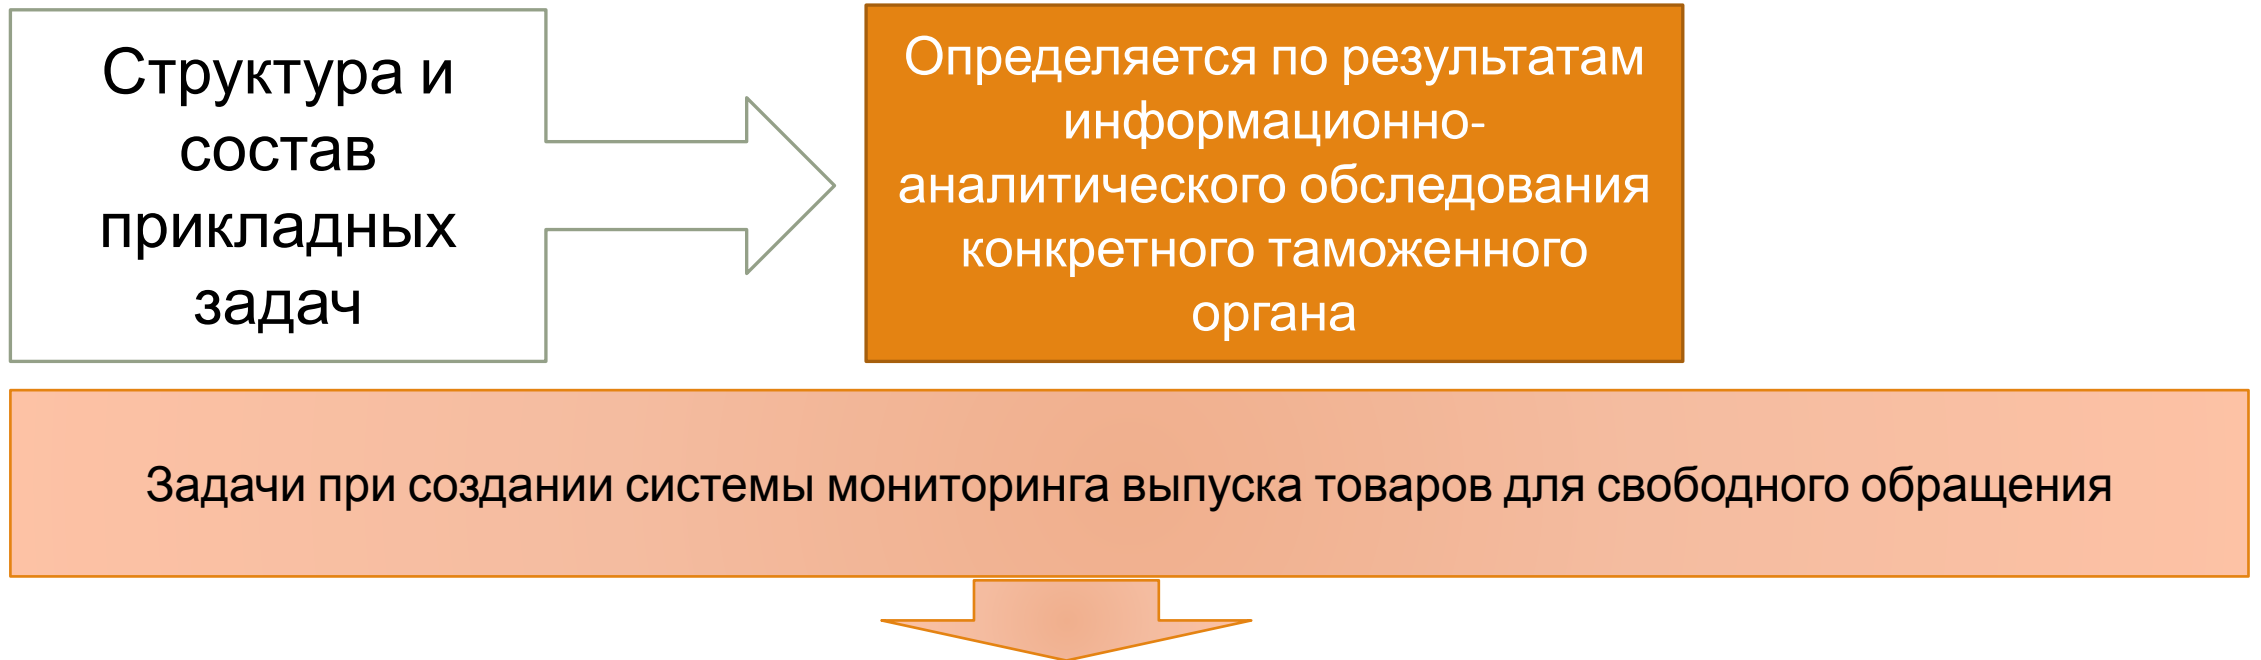 Структура и
состав
прикладных
задач
Определяется по результатам
информационно-
аналитического обследования
конкретного таможенного
органа
Задачи при создании системы мониторинга выпуска товаров для свободного обращения